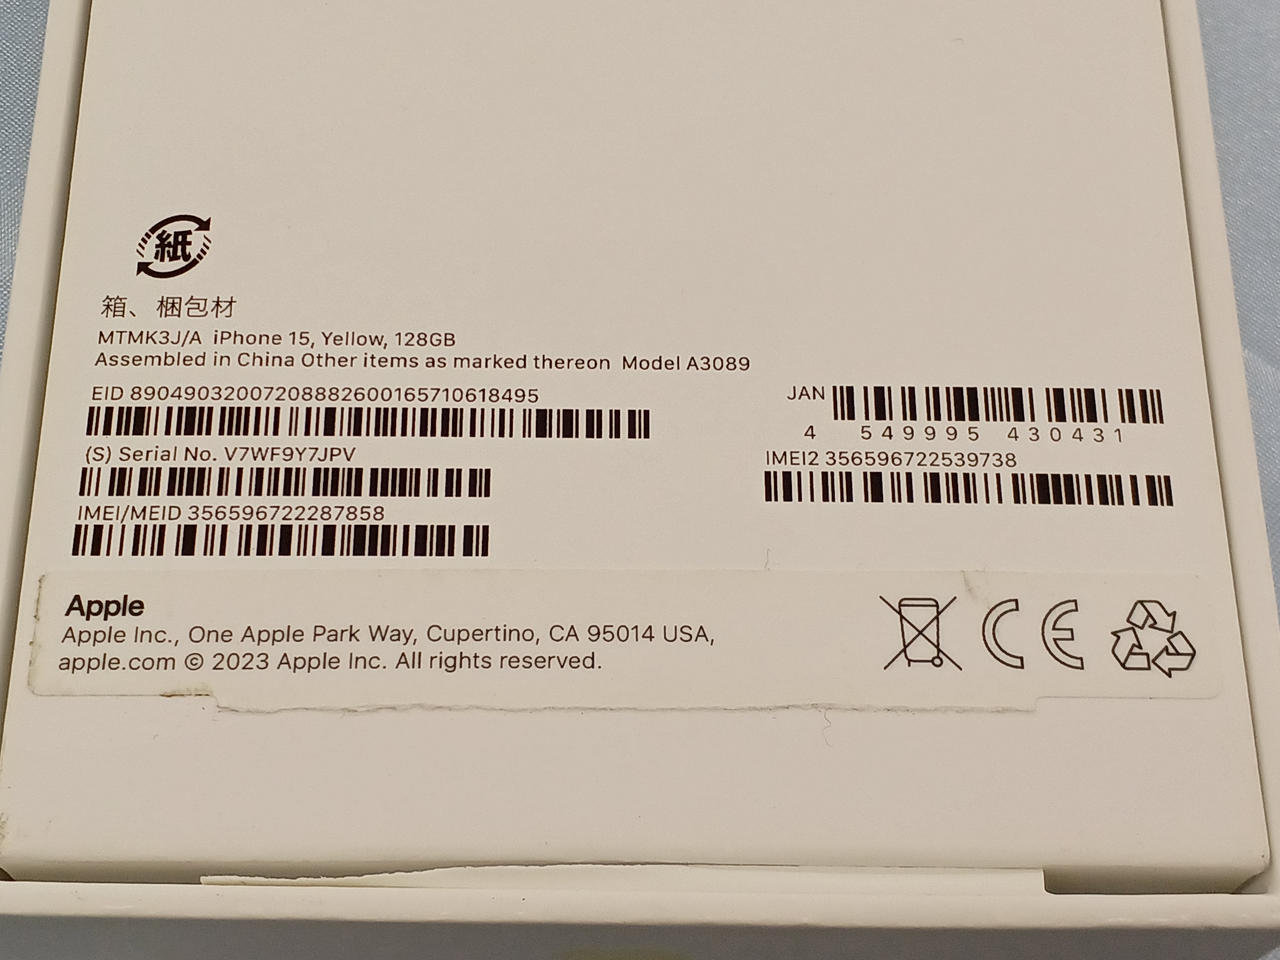 紙
箱、梱包材
MTMK3J/A iPhone 15, Yellow, 128GB
Assembled in China Other items as marked thereon Model A3089
EID 89049032007208882600165710618495
JAN
4 549995 430431
(S) Serial No. V7WF9Y7JPV
IMEI2 356596722539738
IMEI/MEID 356596722287858
Apple
Apple Inc., One Apple Park Way, Cupertino, CA 95014 USA,
apple.com © 2023 Apple Inc. All rights reserved.
CE